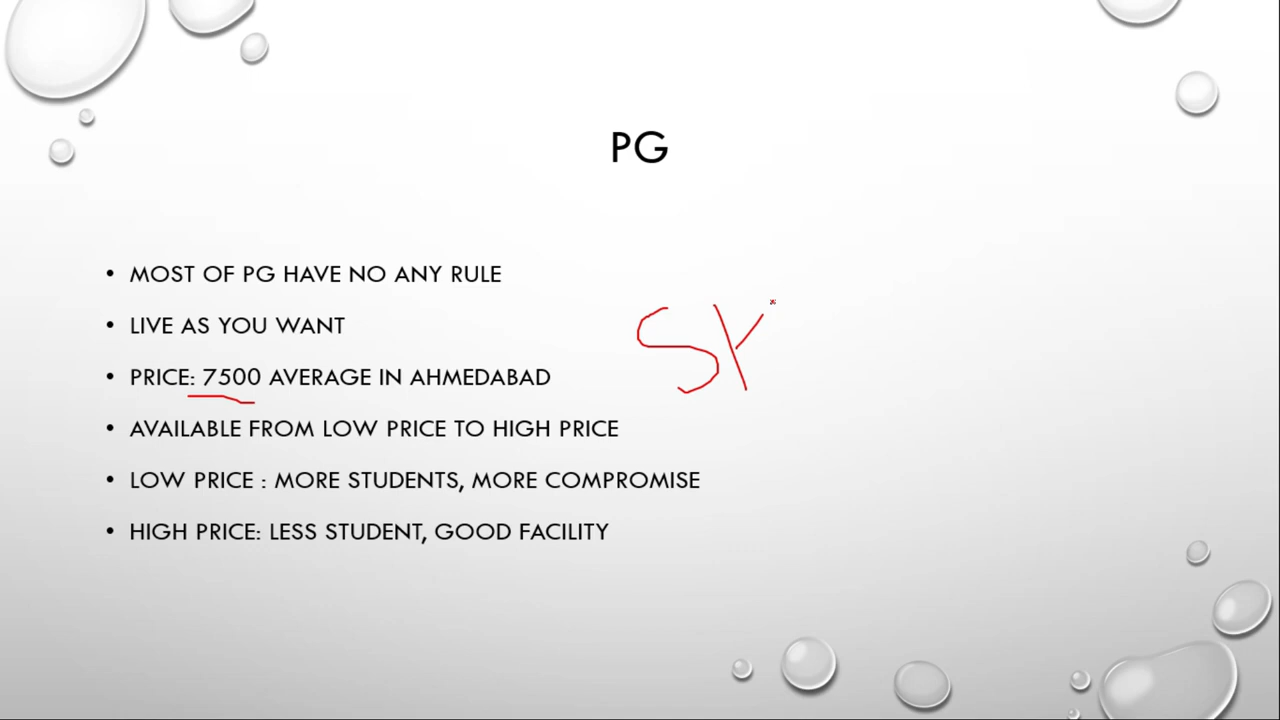 PG
• MOST OF PG HAVE NO ANY RULE
• LIVE AS YOU WANT
• PRICE: 7500 AVERAGE IN AHMEDABAD
• AVAILABLE FROM LOW PRICE TO HIGH PRICE
• LOW PRICE : MORE STUDENTS, MORE COMPROMISE
• HIGH PRICE: LESS STUDENT, GOOD FACILITY